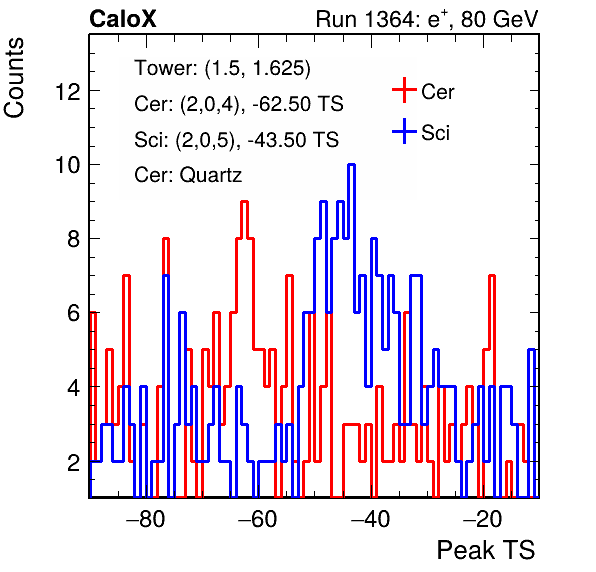 CaloX Run 1364: e⁺, 80 GeV
Counts
Tower: (1.5, 1.625)
Cer: (2,0,4), -62.50 TS
Sci: (2,0,5), -43.50 TS
Cer: Quartz
Cer
Sci
12
10
8
6
4
2
−80 −60 −40 −20
Peak TS